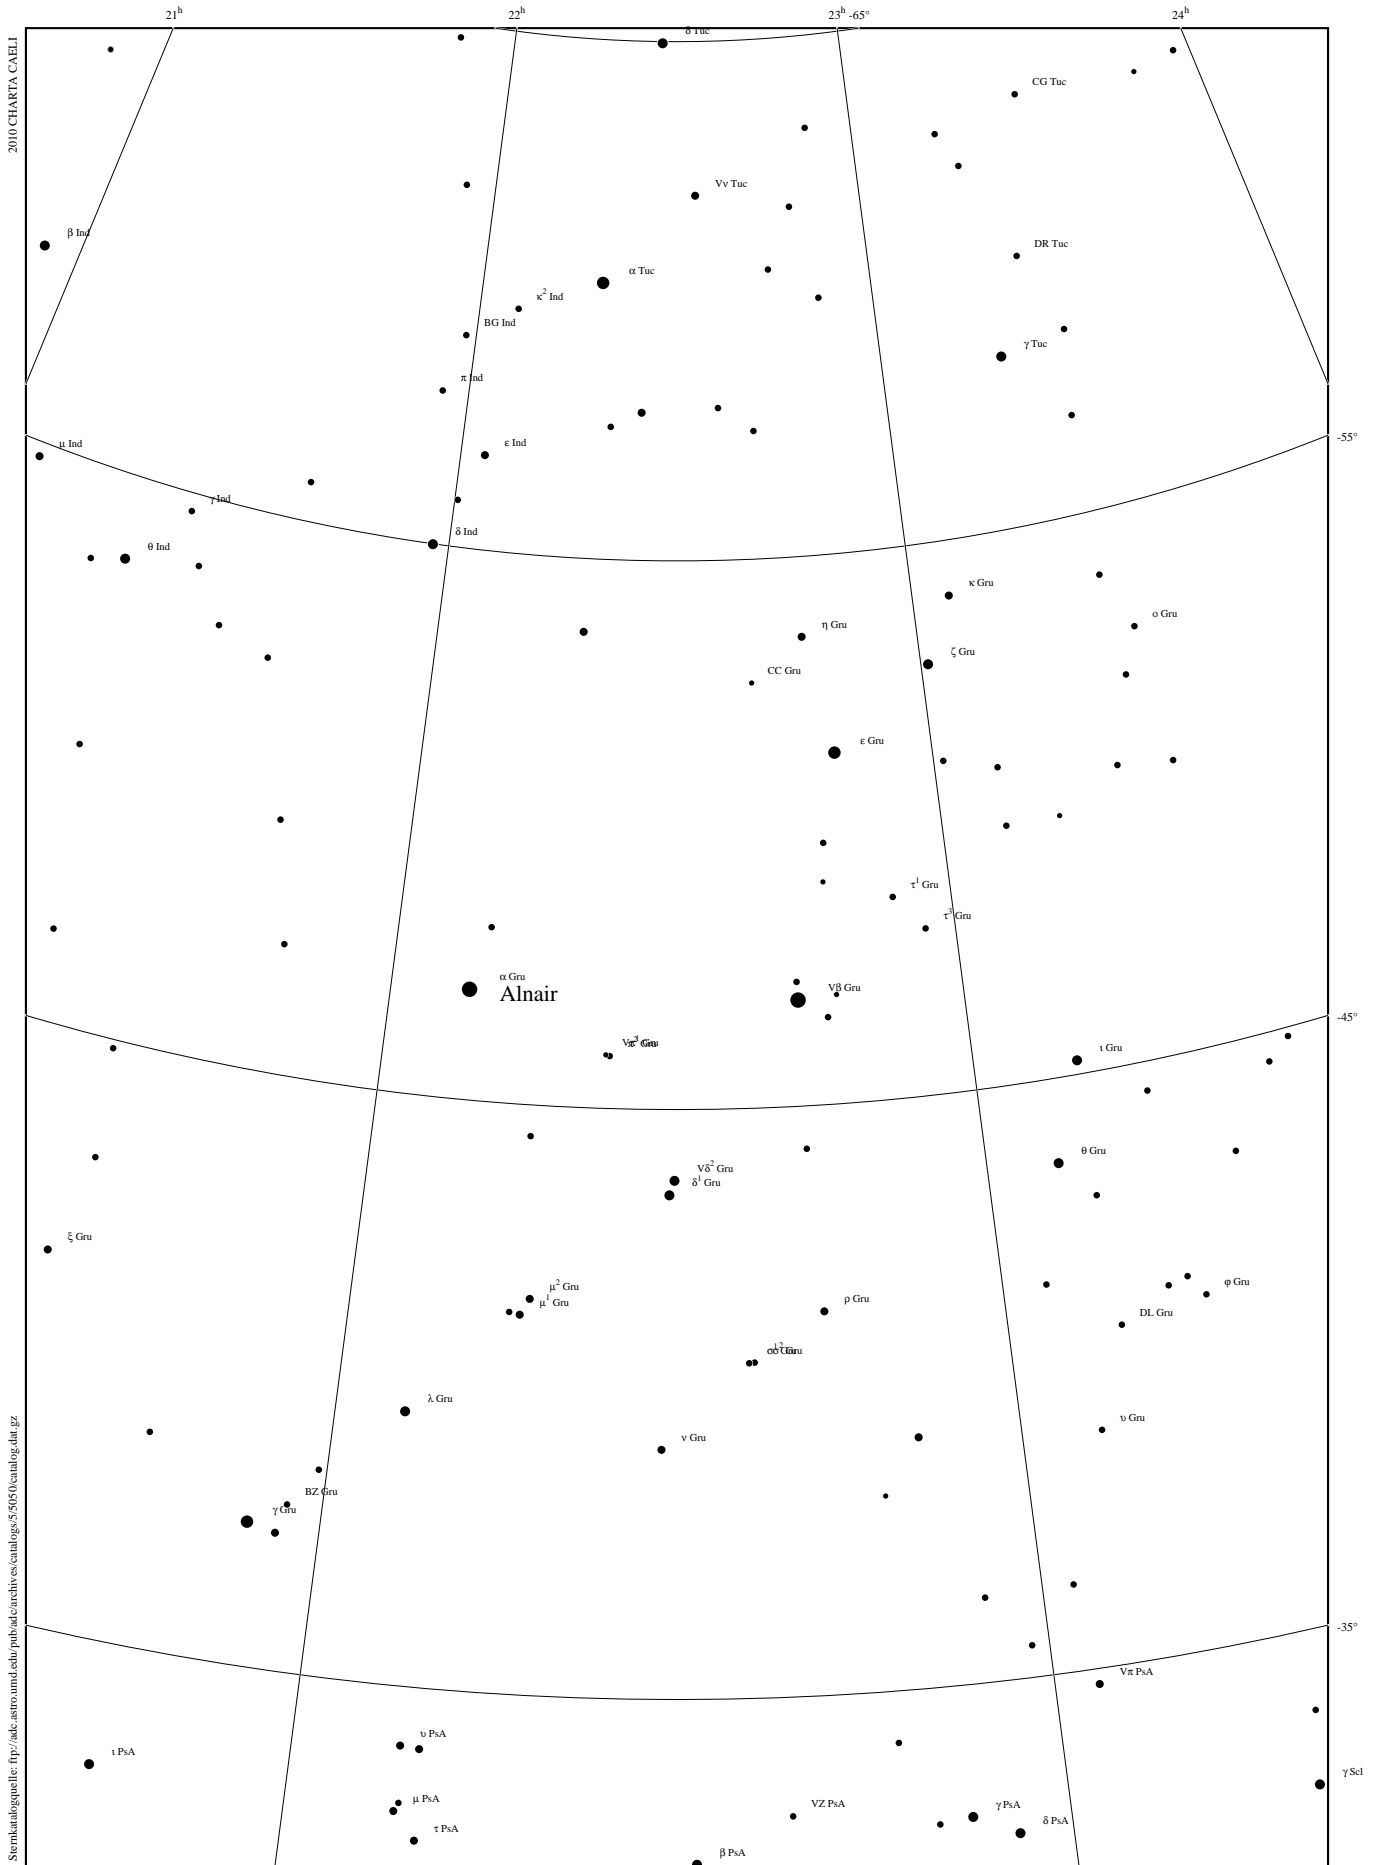 21h
22h
23h -65°
24h
2010 CHARTA CAELI
δ Tuc
CG Tuc
Vν Tuc
β Ind
DR Tuc
α Tuc
κ2 Ind
BG Ind
γ Tuc
π Ind
μ Ind
ε Ind
-55°
γ Ind
δ Ind
θ Ind
κ Gru
ο Gru
η Gru
ζ Gru
CC Gru
ε Gru
τ1 Gru
τ3 Gru
α Gru
Alnair
Vβ Gru
-45°
ι Gru
θ Gru
Vδ2 Gru
δ1 Gru
ξ Gru
μ2 Gru
μ1 Gru
φ Gru
ρ Gru
DL Gru
λ Gru
υ Gru
ν Gru
BZ Gru
γ Gru
-35°
Vπ PsA
υ PsA
ι PsA
γ Scl
μ PsA
VZ PsA
γ PsA
δ PsA
τ PsA
β PsA
Sternkatalogquelle: ftp://adc.astro.umd.edu/pub/adc/archives/catalogs/5/5050/catalog.dat.gz